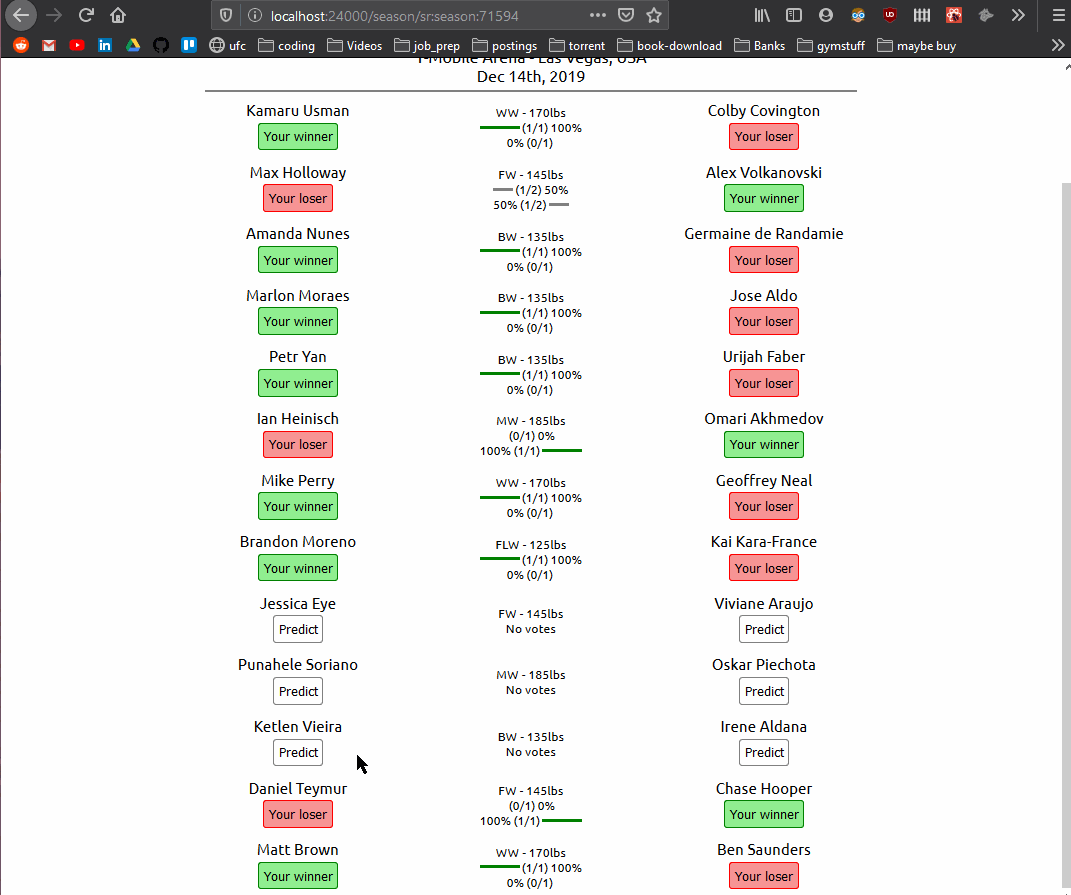 localhost:24000/season/sr:season:71594
ufc coding Videos job_prep postings torrent book-download Banks gymstuff maybe buy
T-Mobile Arena - Las Vegas, USA
Dec 14th, 2019
Kamaru Usman WW - 170lbs Colby Covington
Your winner (1/1) 100% Your loser
0% (0/1)
Max Holloway FW - 145lbs Alex Volkanovski
Your loser (1/2) 50% Your winner
50% (1/2)
Amanda Nunes BW - 135lbs Germaine de Randamie
Your winner (1/1) 100% Your loser
0% (0/1)
Marlon Moraes BW - 135lbs Jose Aldo
Your winner (1/1) 100% Your loser
0% (0/1)
Petr Yan BW - 135lbs Urijah Faber
Your winner (1/1) 100% Your loser
0% (0/1)
Ian Heinisch MW - 185lbs Omari Akhmedov
Your loser (0/1) 0% Your winner
100% (1/1)
Mike Perry WW - 170lbs Geoffrey Neal
Your winner (1/1) 100% Your loser
0% (0/1)
Brandon Moreno FLW - 125lbs Kai Kara-France
Your winner (1/1) 100% Your loser
0% (0/1)
Jessica Eye FW - 145lbs Viviane Araujo
Predict No votes Predict
Punahele Soriano MW - 185lbs Oskar Piechota
Predict No votes Predict
Ketlen Vieira BW - 135lbs Irene Aldana
Predict No votes Predict
Daniel Teymur FW - 145lbs Chase Hooper
Your loser (0/1) 0% Your winner
100% (1/1)
Matt Brown WW - 170lbs Ben Saunders
Your winner (1/1) 100% Your loser
0% (0/1)